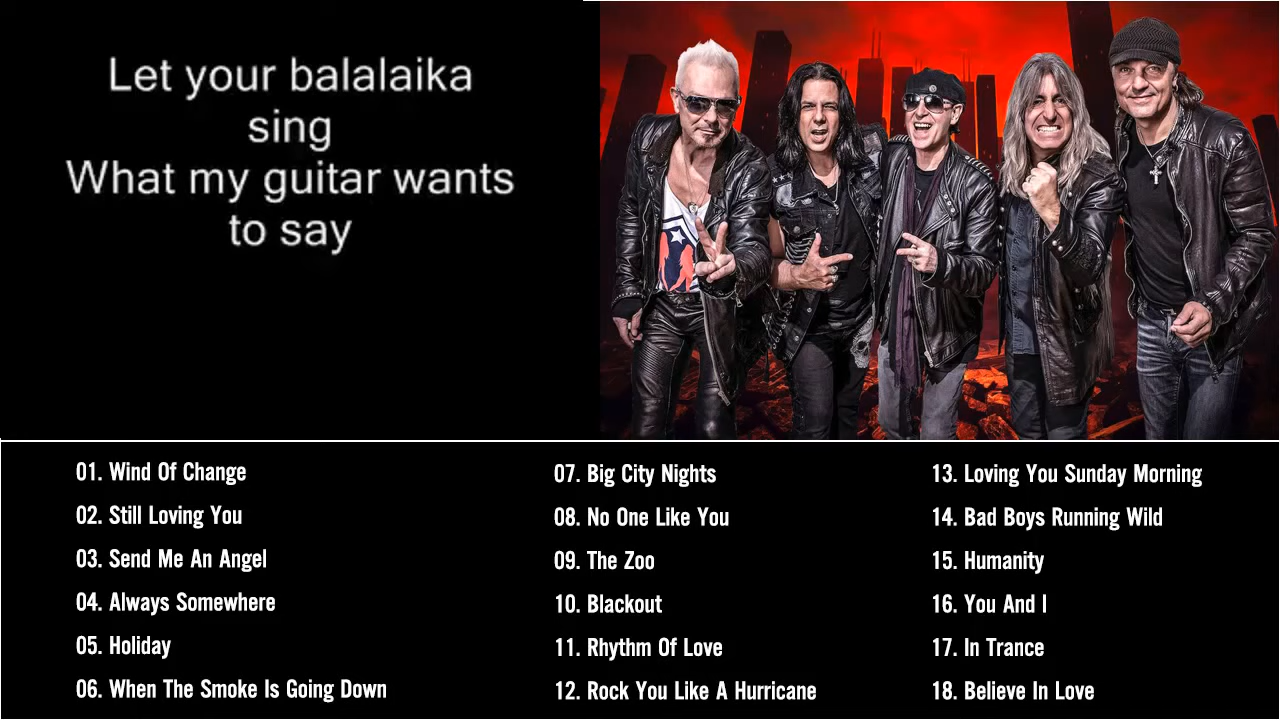 Let your balalaika
sing
What my guitar wants
to say
01. Wind Of Change
02. Still Loving You
03. Send Me An Angel
04. Always Somewhere
05. Holiday
06. When The Smoke Is Going Down
07. Big City Nights
08. No One Like You
09. The Zoo
10. Blackout
11. Rhythm Of Love
12. Rock You Like A Hurricane
13. Loving You Sunday Morning
14. Bad Boys Running Wild
15. Humanity
16. You And I
17. In Trance
18. Believe In Love